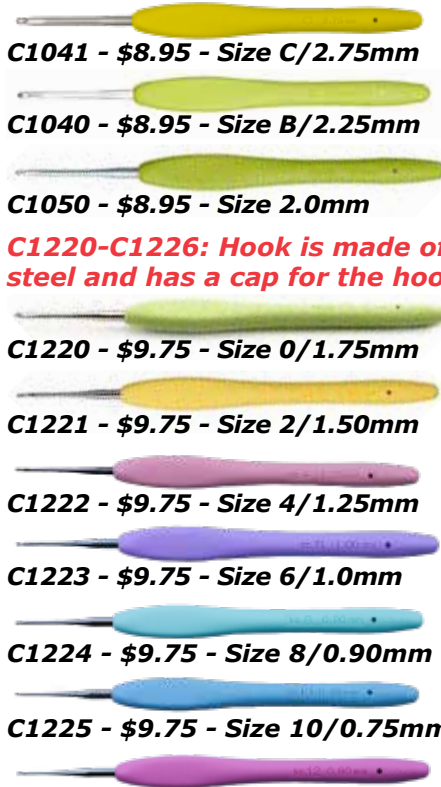 C1041 - $8.95 - Size C/2.75mm
C1040 - $8.95 - Size B/2.25mm
C1050 - $8.95 - Size 2.0mm
C1220-C1226: Hook is made of
steel and has a cap for the hoo
C1220 - $9.75 - Size 0/1.75mm
C1221 - $9.75 - Size 2/1.50mm
C1222 - $9.75 - Size 4/1.25mm
C1223 - $9.75 - Size 6/1.0mm
C1224 - $9.75 - Size 8/0.90mm
C1225 - $9.75 - Size 10/0.75mm